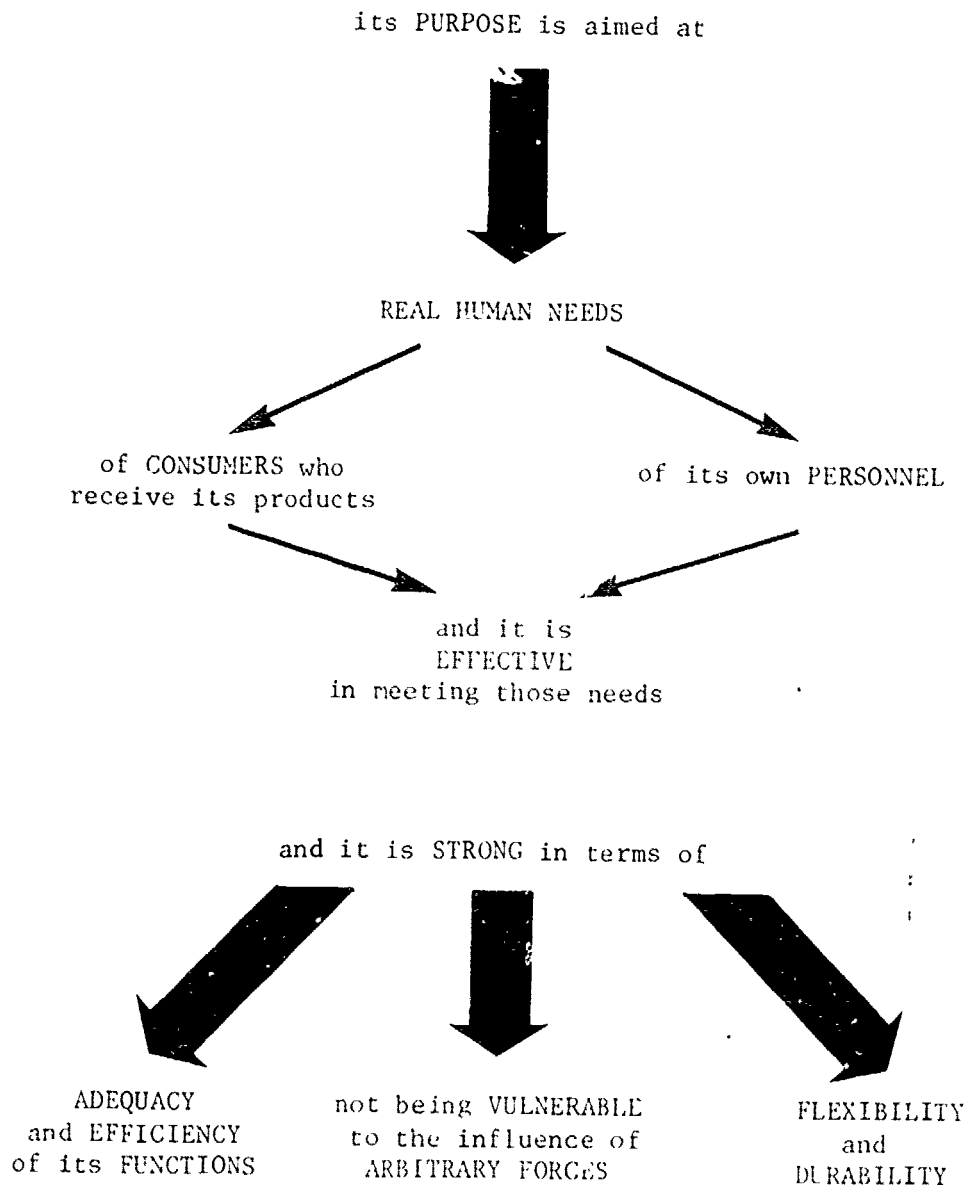 its PURPOSE is aimed at
REAL HUMAN NEEDS
of CONSUMERS who
receive its products
of its own PERSONNEL
and it is
EFFECTIVE
in meeting those needs
and it is STRONG in terms of
ADEQUACY
and EFFICIENCY
of its FUNCTIONS
not being VULNERABLE
to the influence of
ARBITRARY FORCES
FLEXIBILITY
and
DURABILITY